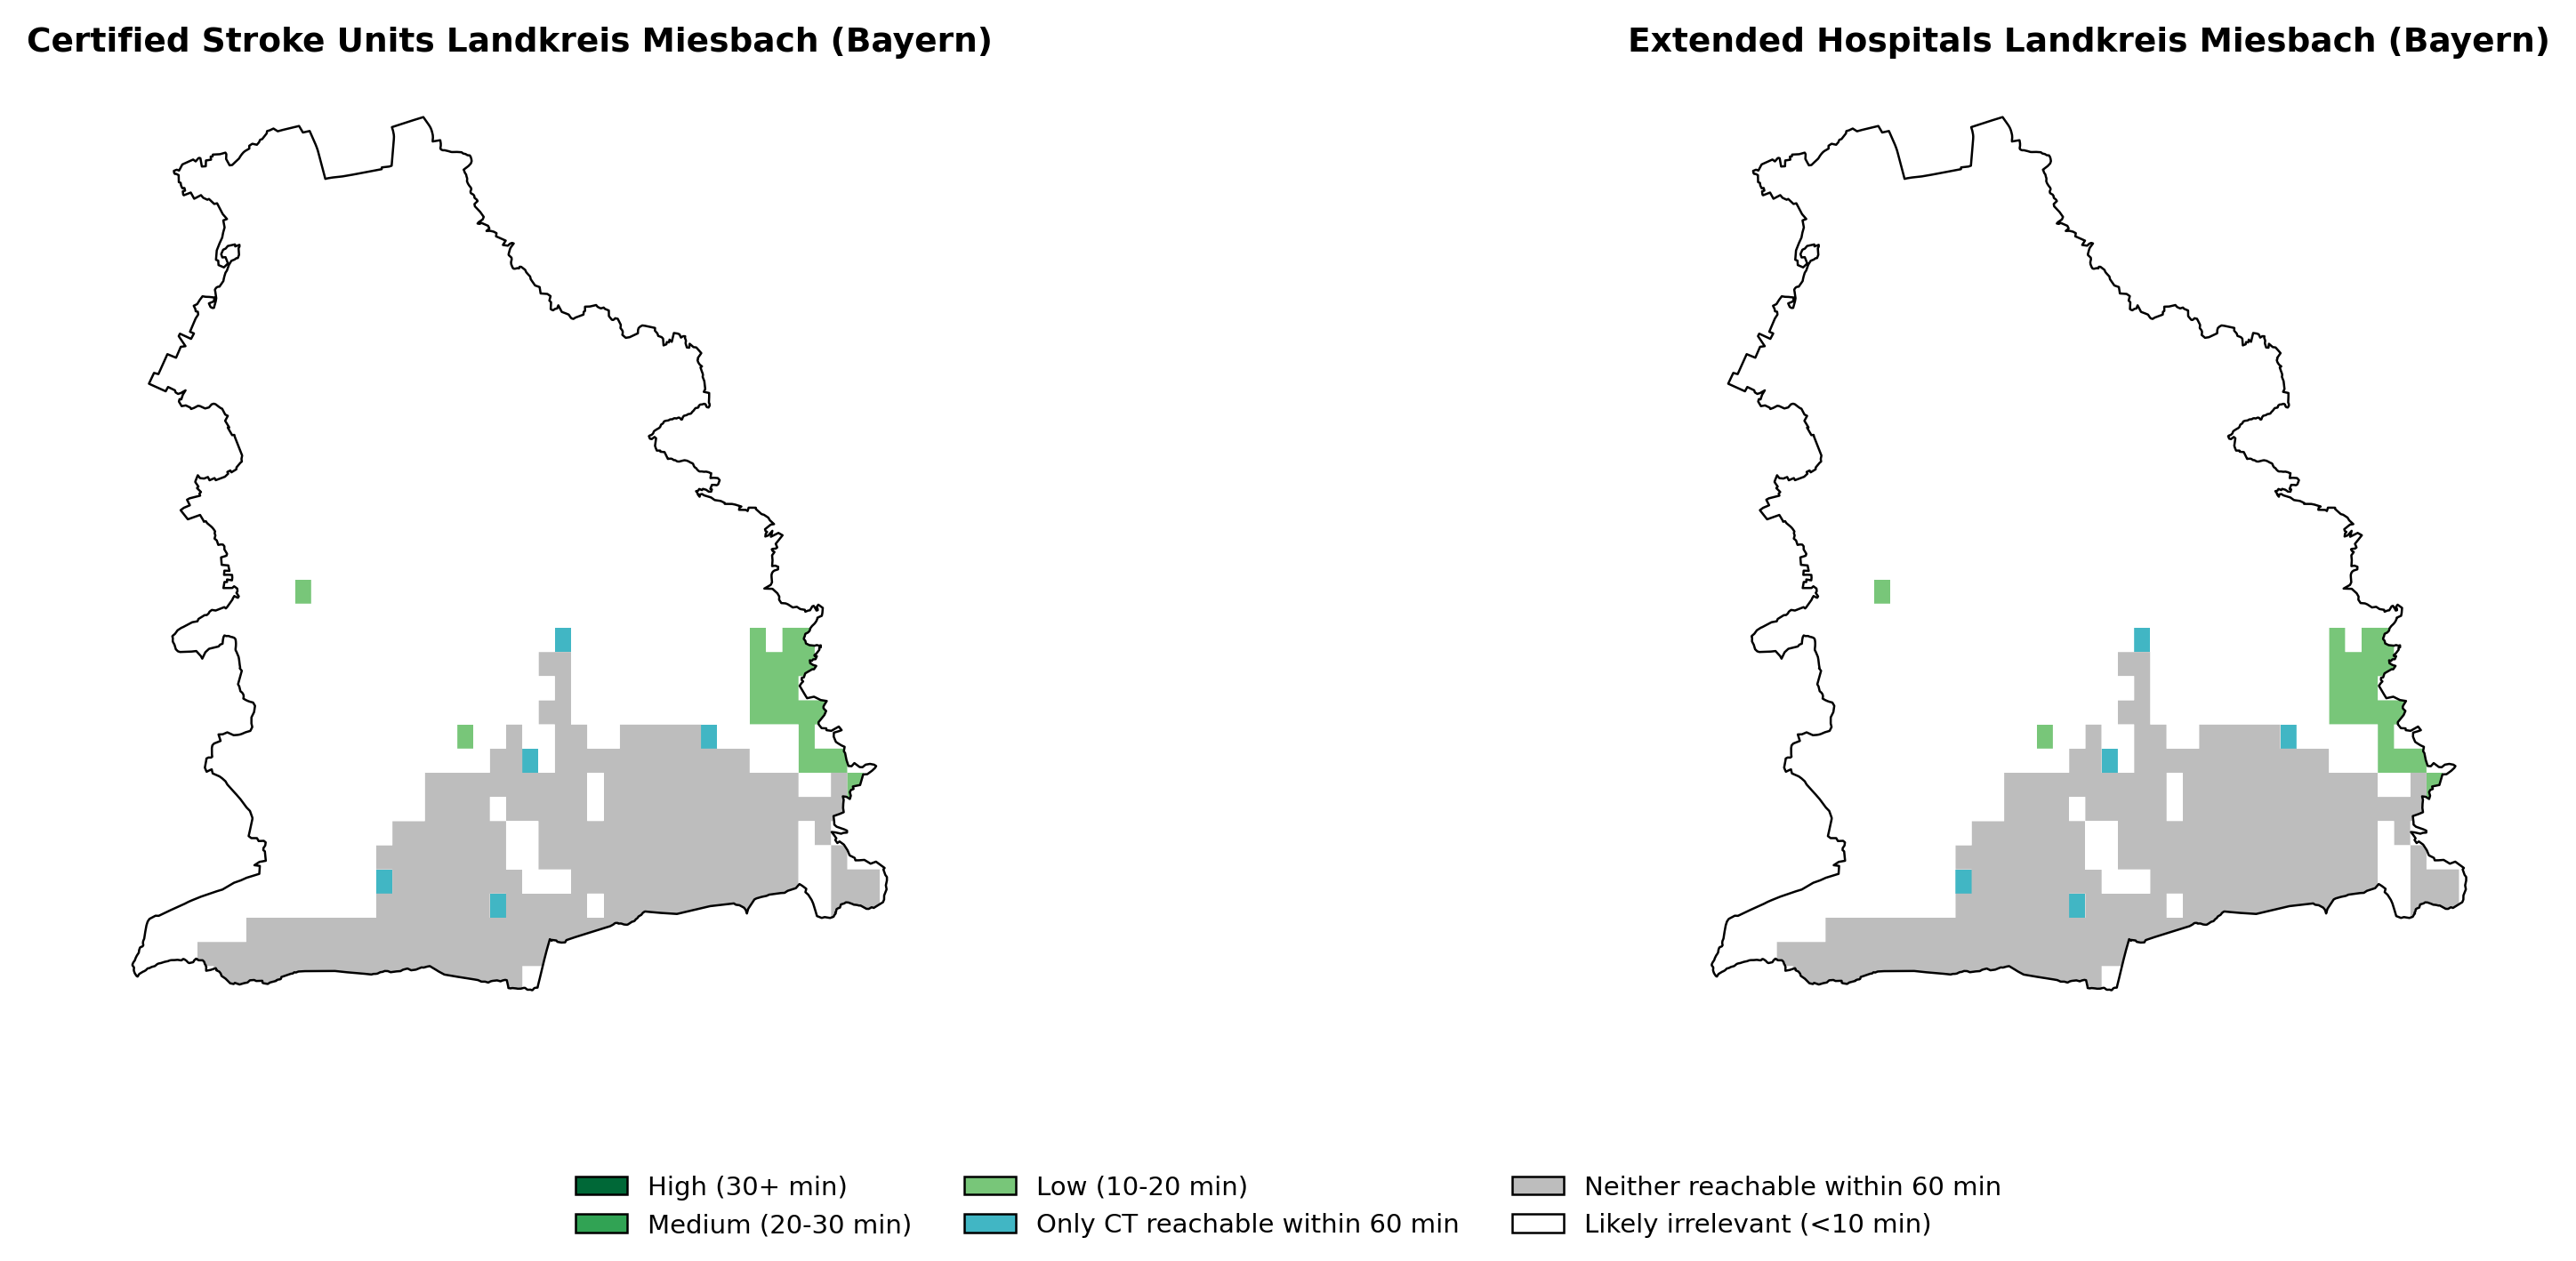 Certified Stroke Units Landkreis Miesbach (Bayern)
Extended Hospitals Landkreis Miesbach (Bayern)
High (30+ min)
Medium (20-30 min)
Low (10-20 min)
Only CT reachable within 60 min
Neither reachable within 60 min
Likely irrelevant (<10 min)